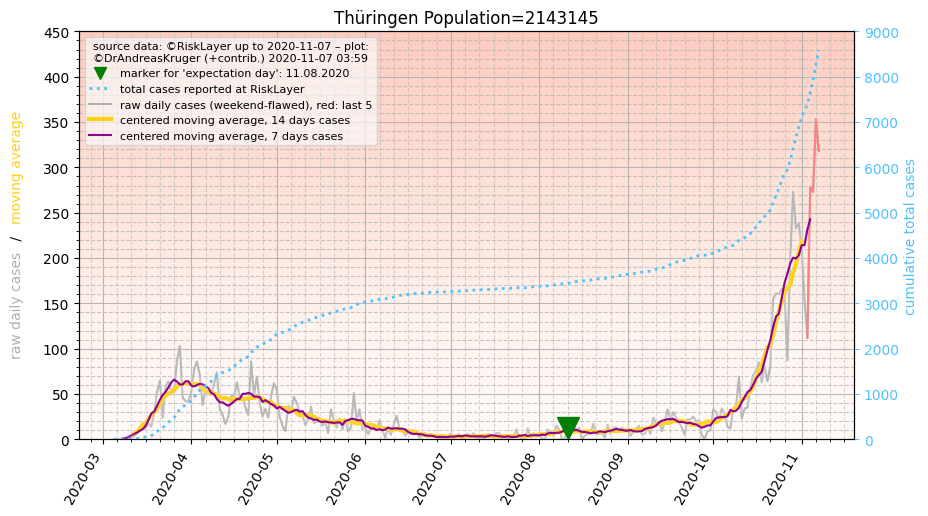 Thüringen Population=2143145
source data: ©RiskLayer up to 2020-11-07 – plot:
©DrAndreasKruger (+contrib.) 2020-11-07 03:59
marker for 'expectation day': 11.08.2020
total cases reported at RiskLayer
raw daily cases (weekend-flawed), red: last 5
centered moving average, 14 days cases
centered moving average, 7 days cases
raw daily cases / moving average
450
400
350
300
250
200
150
100
50
0
9000
8000
7000
6000
5000
4000
3000
2000
1000
0
cumulative total cases
2020-03
2020-04
2020-05
2020-06
2020-07
2020-08
2020-09
2020-10
2020-11